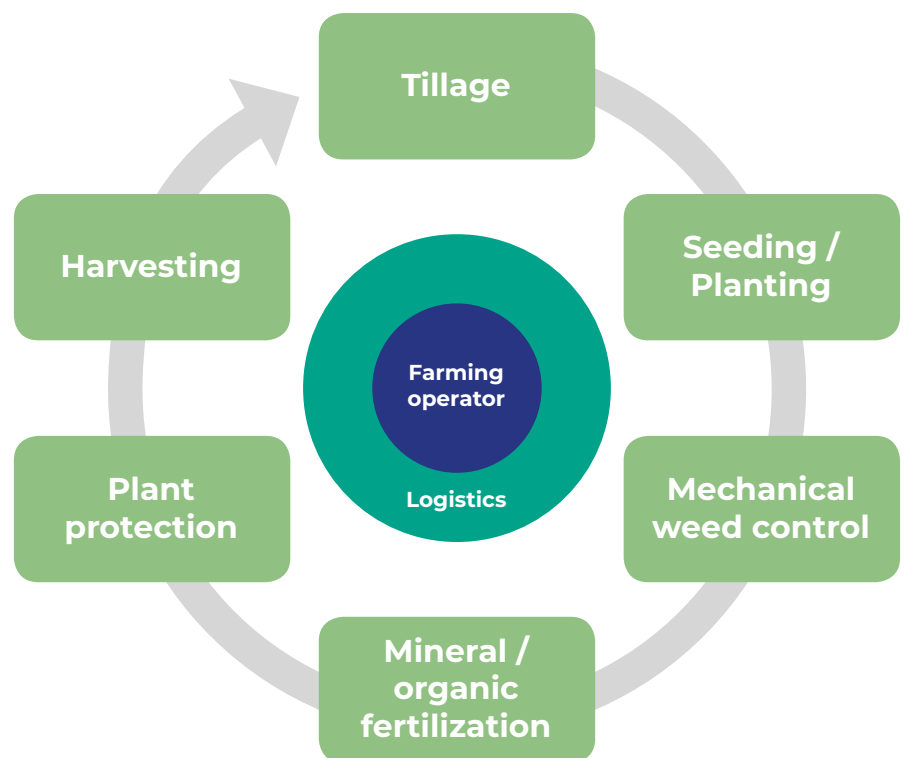 Tillage
Seeding /
Planting
Mechanical
weed control
Mineral /
organic
fertilization
Plant
protection
Harvesting
Farming
operator
Logistics